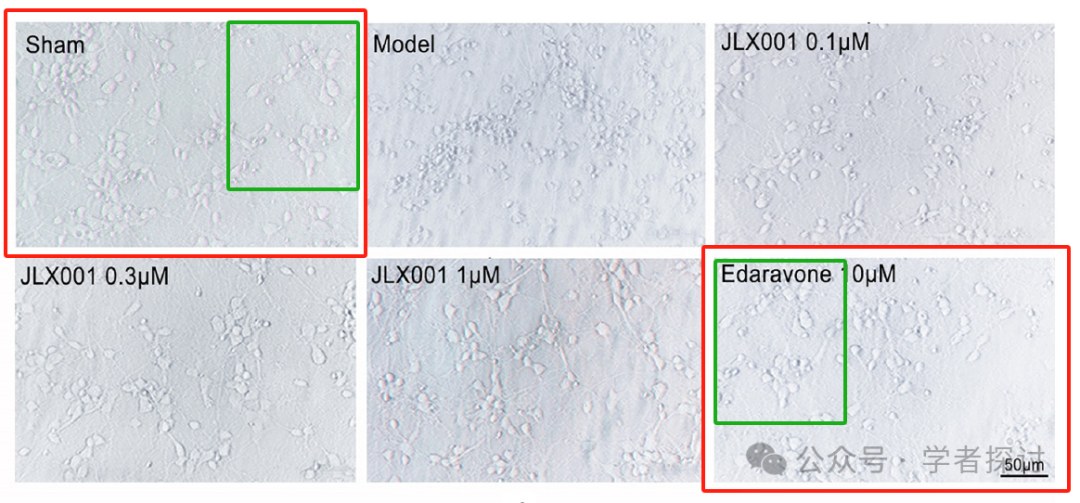 Sham
Model
JLX001 0.1μM
JLX001 0.3μM
JLX001 1μM
Edaravone 10μM
公众号 · 学者探讨
50μm